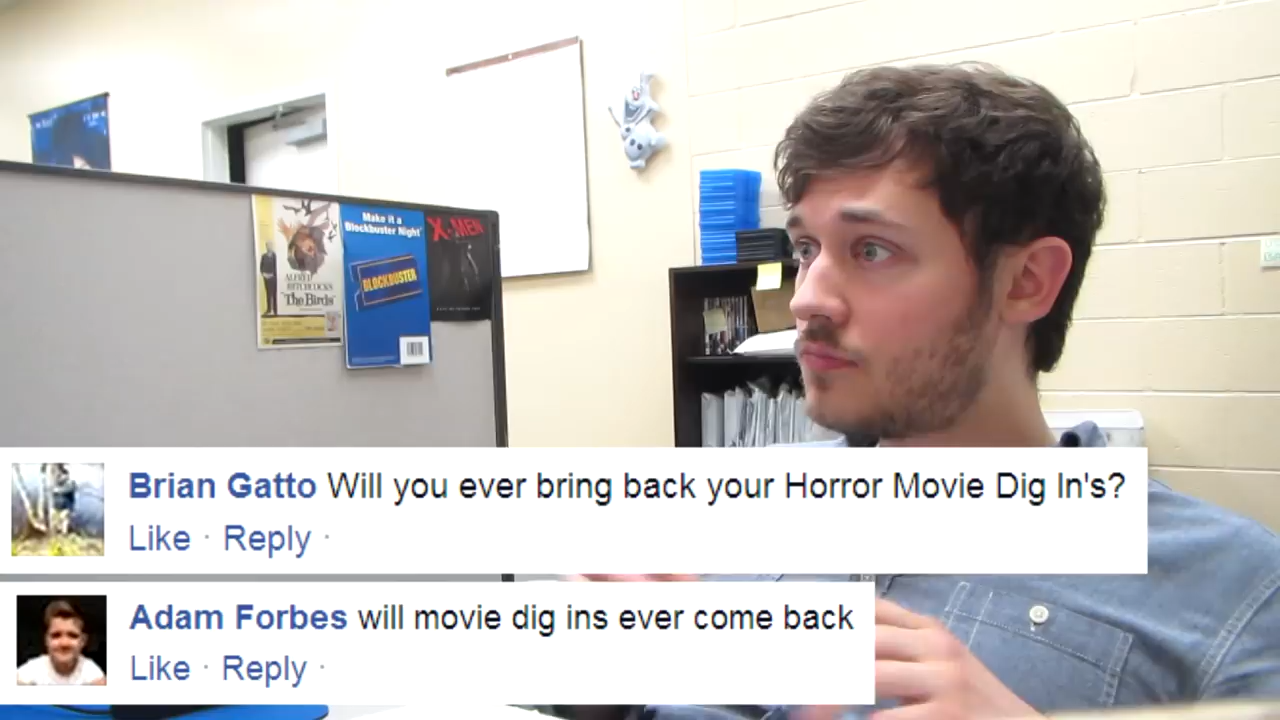 Make it a
Blockbuster Night
BLOCKBUSTER
X-MEN
ALFRED
HITCHCOCK'S
"The Birds"
Brian Gatto Will you ever bring back your Horror Movie Dig In's?
Like · Reply ·
Adam Forbes will movie dig ins ever come back
Like · Reply ·